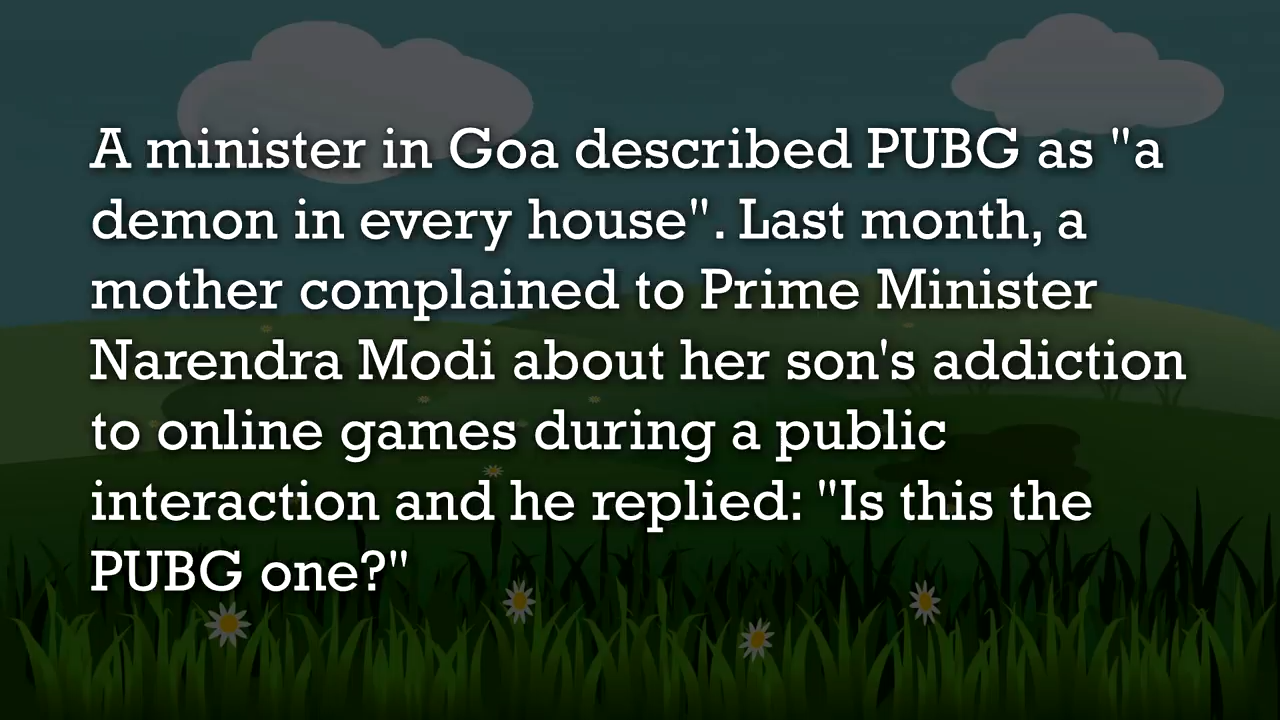 A minister in Goa described PUBG as "a
demon in every house". Last month, a
mother complained to Prime Minister
Narendra Modi about her son's addiction
to online games during a public
interaction and he replied: "Is this the
PUBG one?"